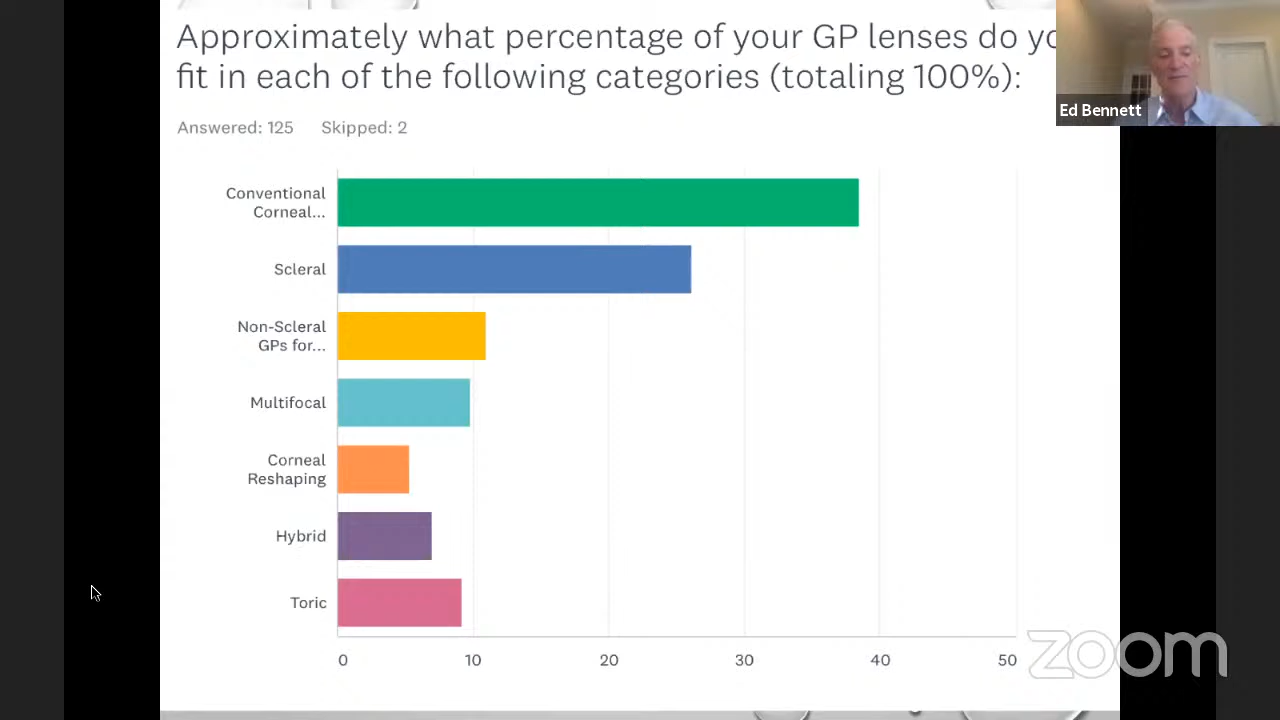 Approximately what percentage of your GP lenses do
fit in each of the following categories (totaling 100%):
Ed Bennett
Answered: 125 Skipped: 2
Conventional
Corneal...
Scleral
Non-Scleral
GPs for...
Multifocal
Corneal
Reshaping
Hybrid
Toric
0 10 20 30 40 50
zoom